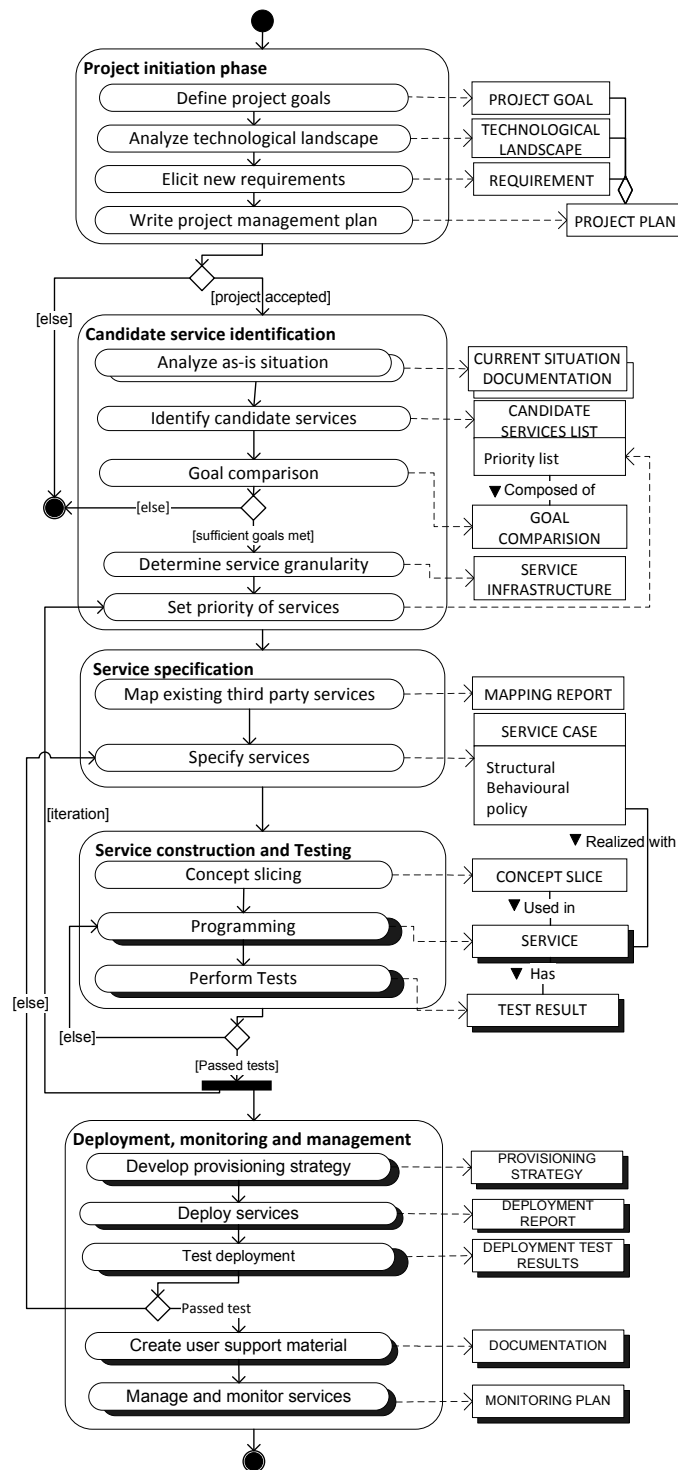 Project initiation phase
Define project goals
PROJECT GOAL
Analyze technological landscape
TECHNOLOGICAL
LANDSCAPE
Elicit new requirements
REQUIREMENT
Write project management plan
PROJECT PLAN
[project accepted]
[else]
Candidate service identification
Analyze as-is situation
CURRENT SITUATION
DOCUMENTATION
Identify candidate services
CANDIDATE
SERVICES LIST
Priority list
Goal comparison
▼ Composed of
[else]
GOAL
COMPARISION
[sufficient goals met]
Determine service granularity
SERVICE
INFRASTRUCTURE
Set priority of services
Service specification
Map existing third party services
MAPPING REPORT
SERVICE CASE
Specify services
Structural
Behavioural
policy
[iteration]
▼ Realized with
Service construction and Testing
Concept slicing
CONCEPT SLICE
▼ Used in
Programming
SERVICE
▼ Has
Perform Tests
TEST RESULT
[else]
[else]
[Passed tests]
Deployment, monitoring and management
Develop provisioning strategy
PROVISIONING
STRATEGY
Deploy services
DEPLOYMENT
REPORT
Test deployment
DEPLOYMENT TEST
RESULTS
Passed test
Create user support material
DOCUMENTATION
Manage and monitor services
MONITORING PLAN